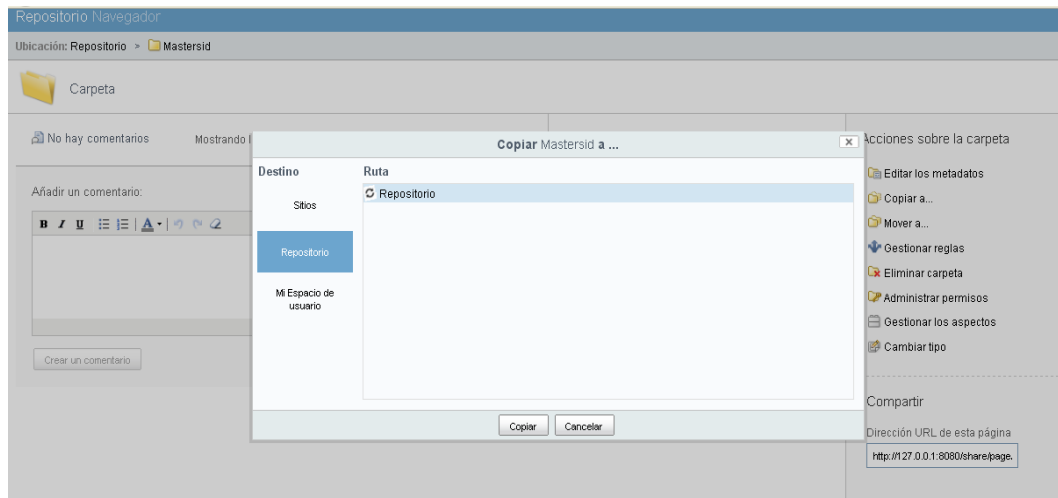 Repositorio Navegador
Ubicación: Repositorio > Mastersid
Carpeta
No hay comentarios
Mostrando l
Añadir un comentario:
B I U A
Crear un comentario
Copiar Mastersid a ...
x
Destino
Ruta
Sitios
Repositorio
Mi Espacio de
usuario
Repositorio
Copiar
Cancelar
Acciones sobre la carpeta
Editar los metadatos
Copiar a...
Mover a...
Gestionar reglas
Eliminar carpeta
Administrar permisos
Gestionar los aspectos
Cambiar tipo
Compartir
Dirección URL de esta página
http://127.0.0.1:8080/share/page.